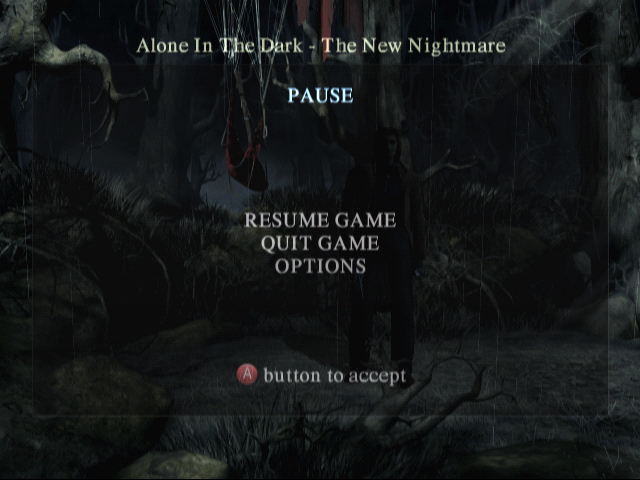 Alone In The Dark - The New Nightmare
PAUSE
RESUME GAME
QUIT GAME
OPTIONS
A button to accept